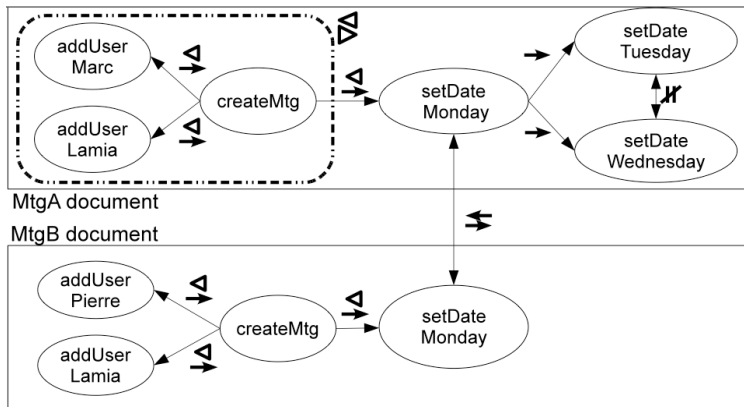 addUser
Marc
addUser
Lamia
createMtg
setDate
Monday
setDate
Tuesday
setDate
Wednesday
MtgA document
MtgB document
addUser
Pierre
addUser
Lamia
createMtg
setDate
Monday